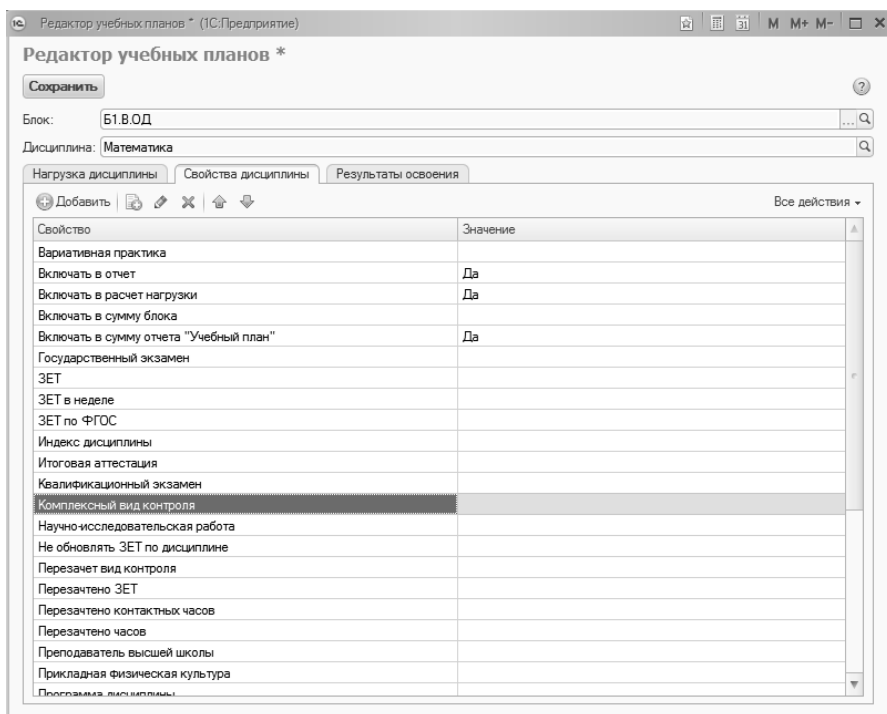 Редактор учебных планов * (1С:Предприятие) 31 M M+ M-
Редактор учебных планов *
Сохранить ?
Блок: Б1.В.ОД ...
Дисциплина: Математика
Нагрузка дисциплины Свойства дисциплины Результаты освоения
Добавить Все действия
Свойство Значение
Вариативная практика
Включать в отчет Да
Включать в расчет нагрузки Да
Включать в сумму блока
Включать в сумму отчета "Учебный план" Да
Государственный экзамен
ЗЕТ
ЗЕТ в неделе
ЗЕТ по ФГОС
Индекс дисциплины
Итоговая аттестация
Квалификационный экзамен
Комплексный вид контроля
Научно-исследовательская работа
Не обновлять ЗЕТ по дисциплине
Перезачет вид контроля
Перезачтено ЗЕТ
Перезачтено контактных часов
Перезачтено часов
Преподаватель высшей школы
Прикладная физическая культура
Программа дисциплины